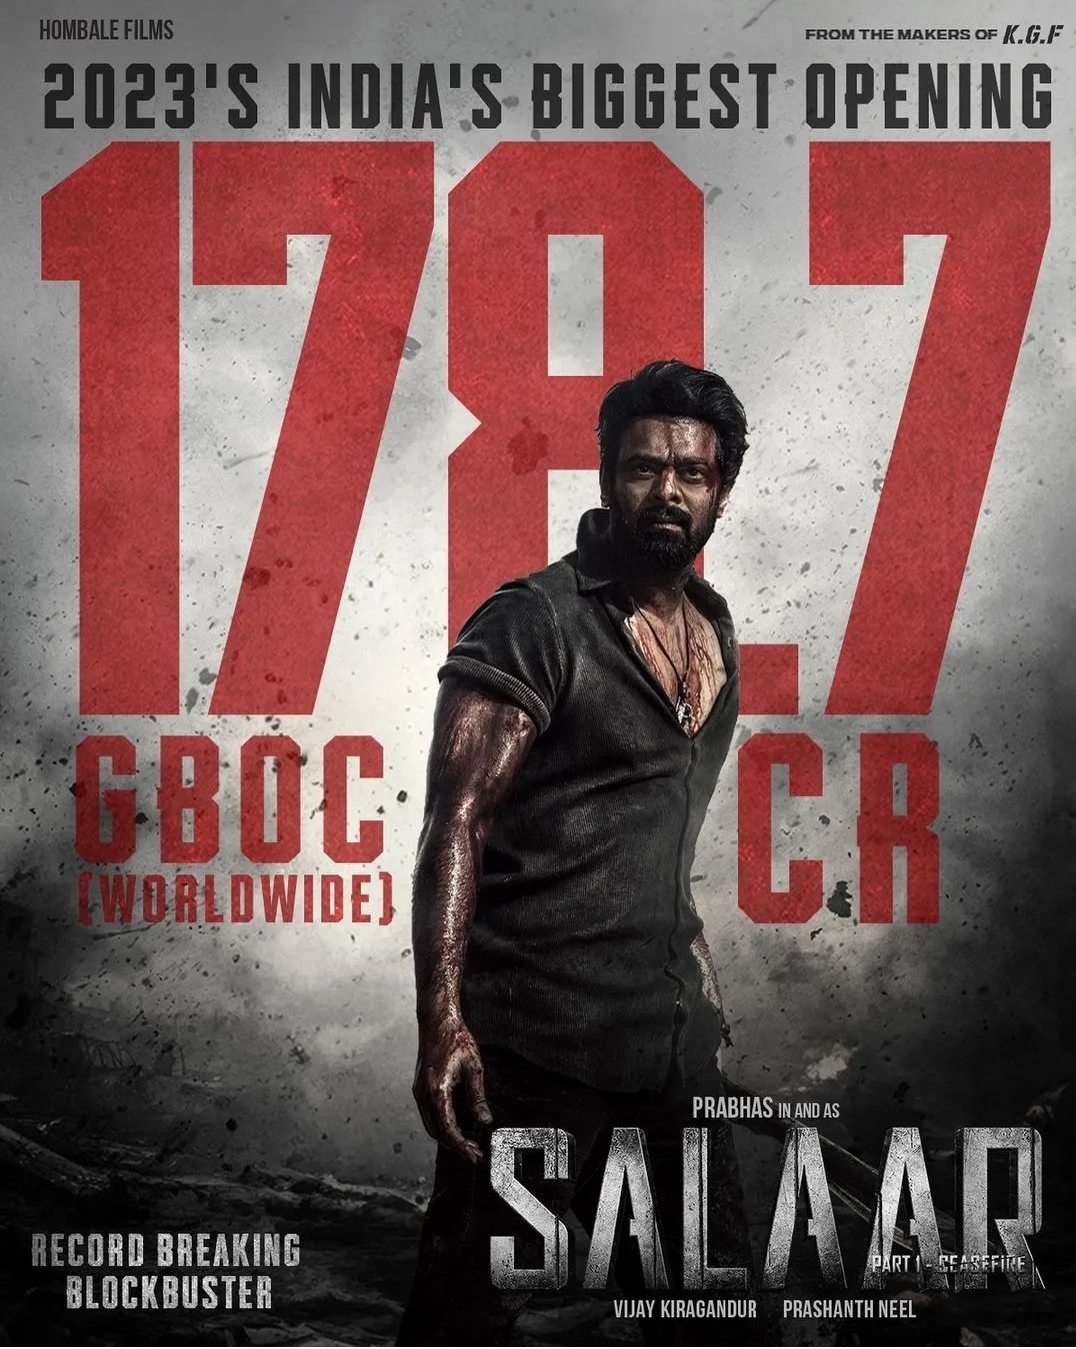 HOMBALE FILMS
FROM THE MAKERS OF K.G.F
2023'S INDIA'S BIGGEST OPENING
178.7
GBOC CR
(WORLDWIDE)
PRABHAS IN AND AS
SALAAR
PART 1 - CEASEFIRE
RECORD BREAKING
BLOCKBUSTER
VIJAY KIRAGANDUR PRASHANTH NEEL